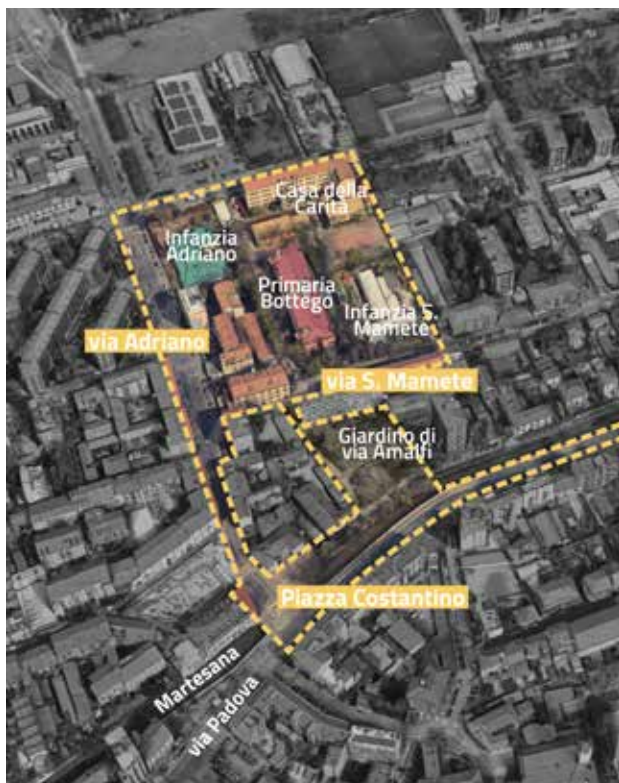 Casa della
Carità
Infanzia
Adriano
Primaria
Bottego
Infanzia S.
Mamete
via Adriano
via S. Mamete
Giardino di
via Amalfi
Piazza Costantino
Martesana
via Padova